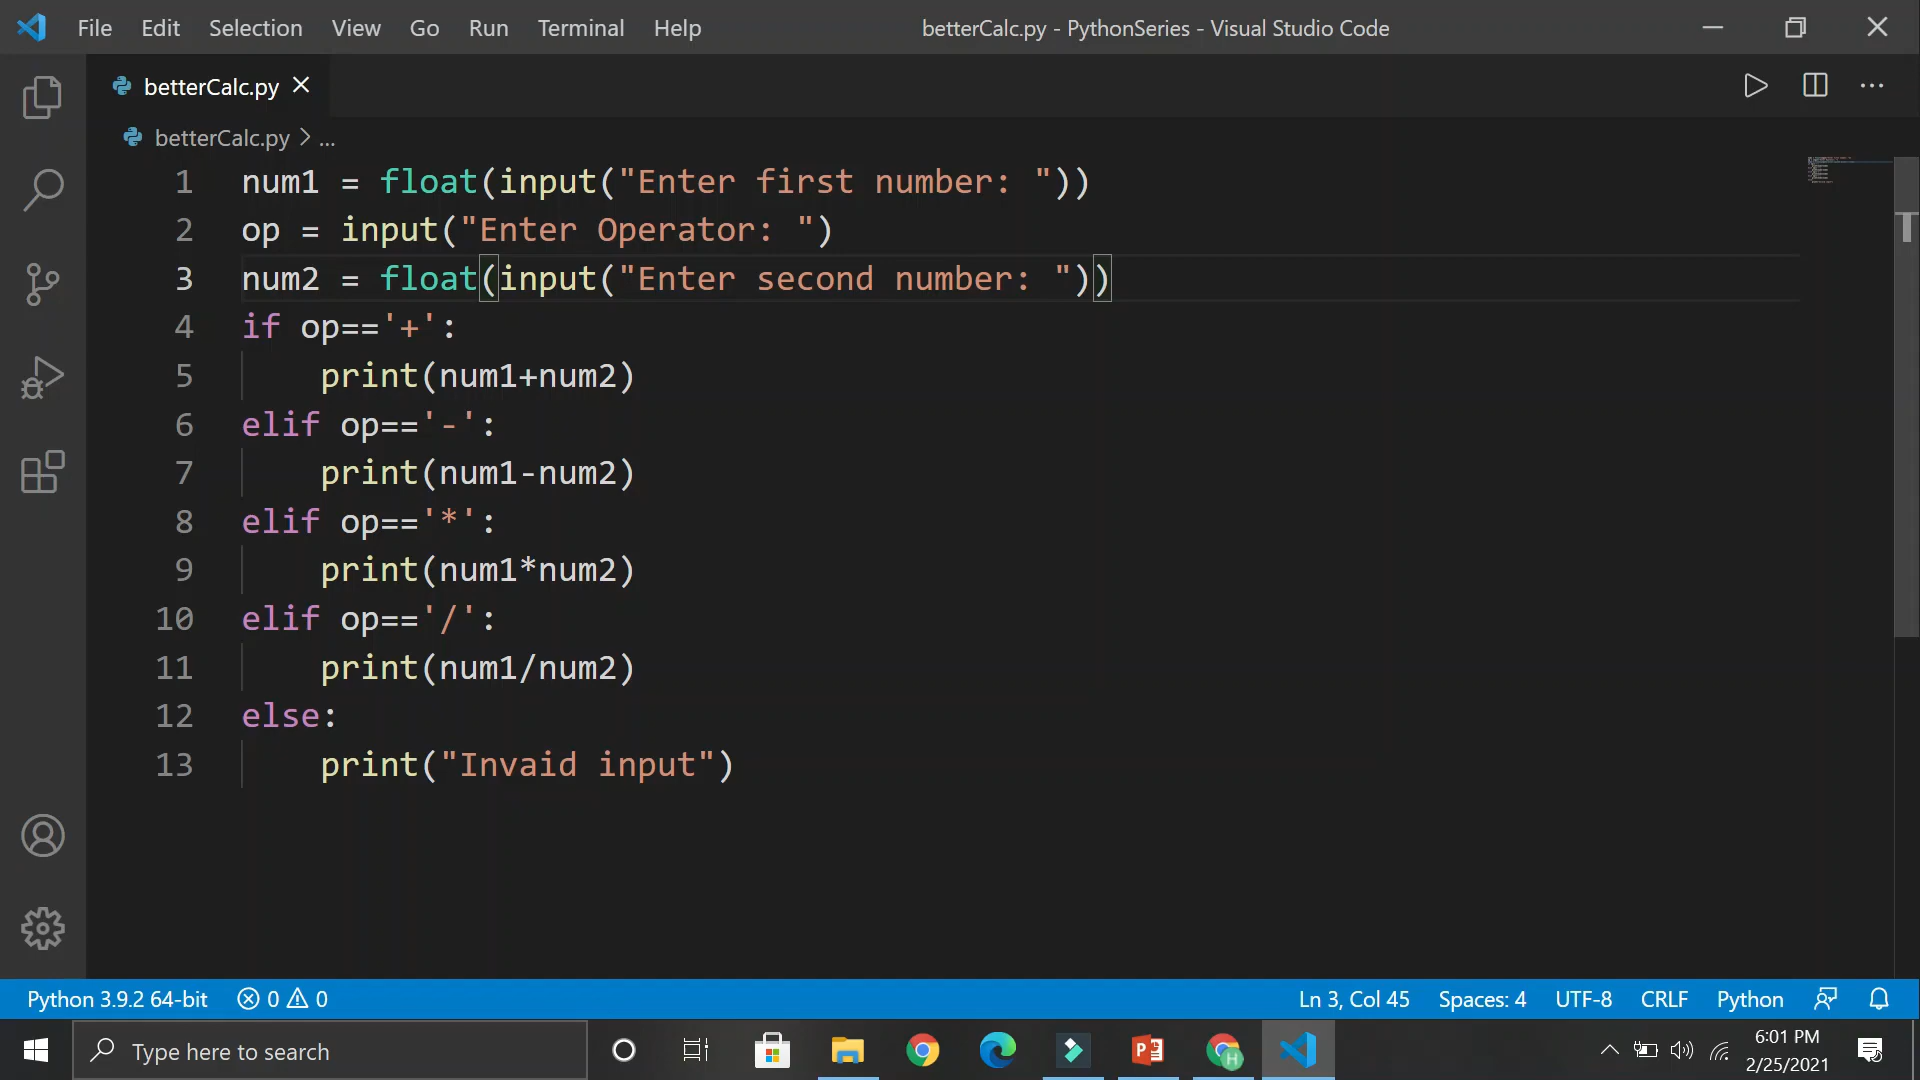 File Edit Selection View Go Run Terminal Help betterCalc.py - PythonSeries - Visual Studio Code
betterCalc.py
betterCalc.py > ...
1 num1 = float(input("Enter first number: "))
2 op = input("Enter Operator: ")
3 num2 = float(input("Enter second number: "))
4 if op=='+':
5     print(num1+num2)
6 elif op=='-':
7     print(num1-num2)
8 elif op=='*':
9     print(num1*num2)
10 elif op=='/':
11     print(num1/num2)
12 else:
13     print("Invaid input")
Python 3.9.2 64-bit 0 0 Ln 3, Col 45 Spaces: 4 UTF-8 CRLF Python
Type here to search
6:01 PM
2/25/2021